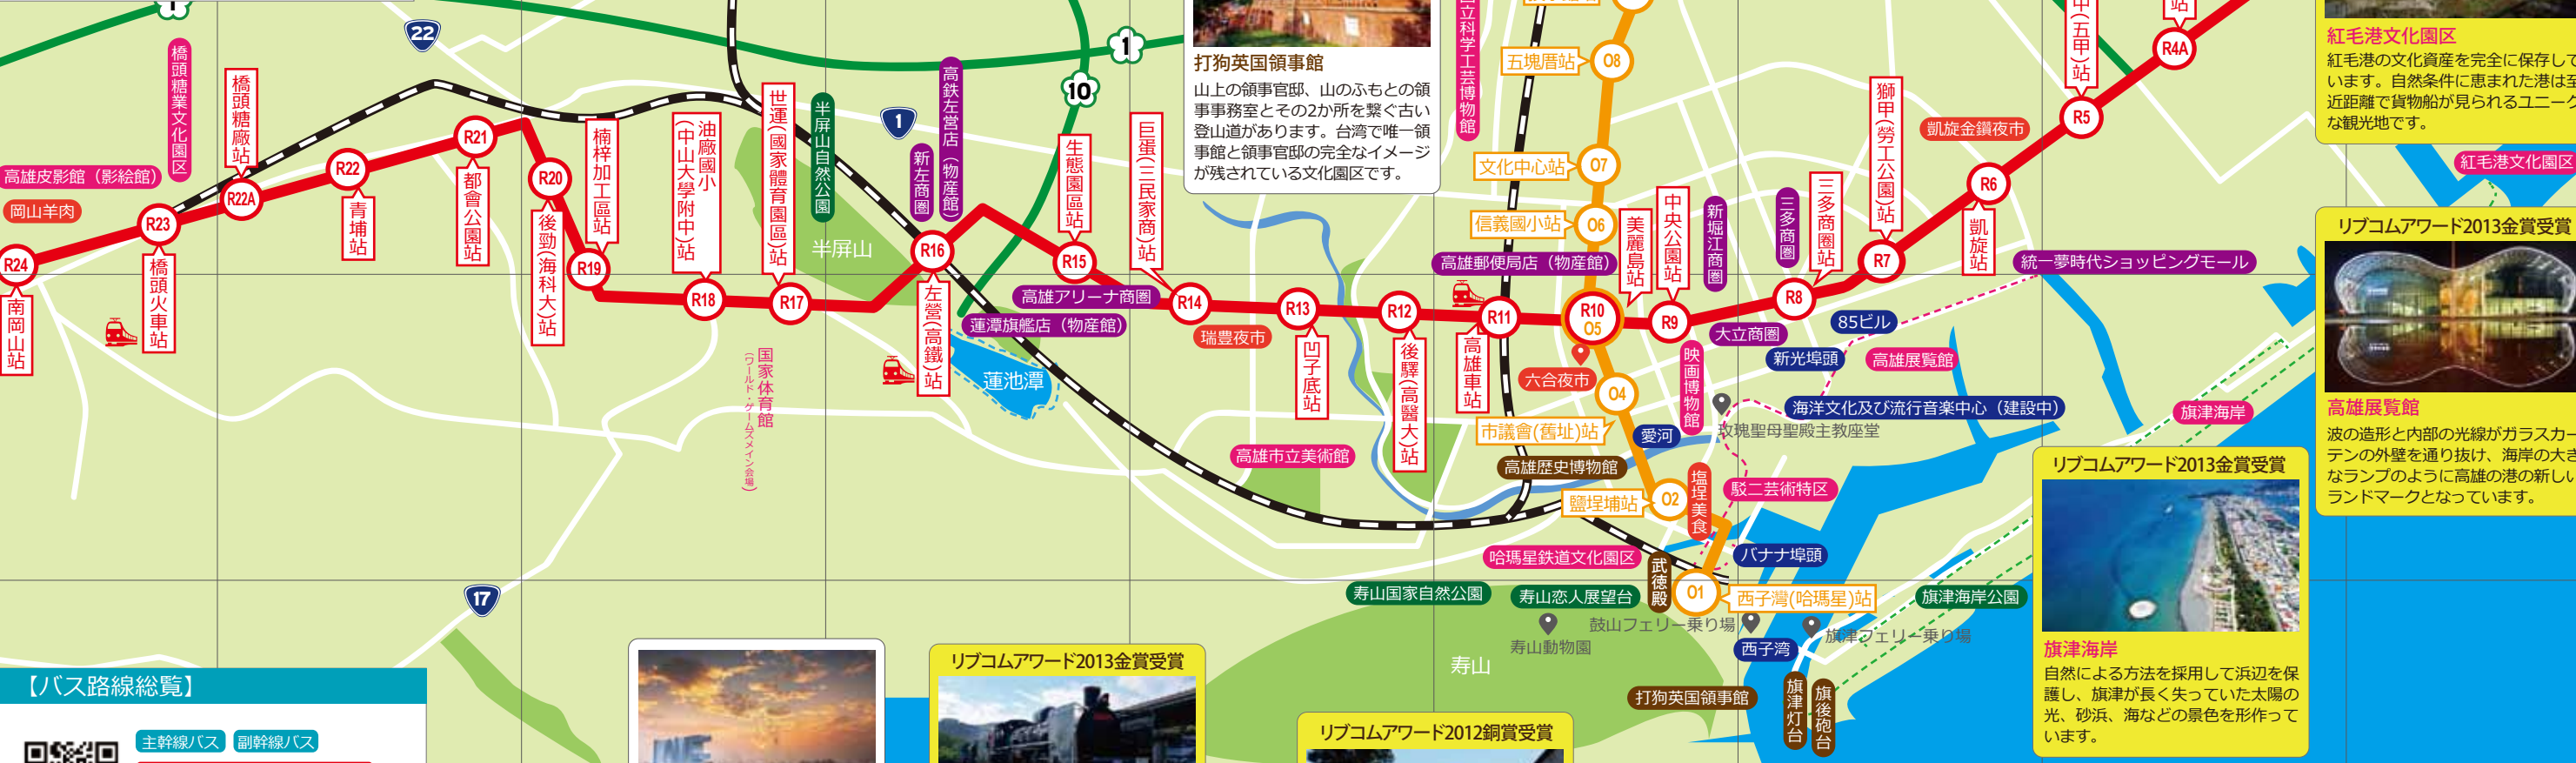 22
1
10
1
17
橋頭糖業文化園区
高雄皮影館（影絵館）
岡山羊肉
R24
南岡山站
R23
橋頭火車站
橋頭糖廠站
R22A
R22
青埔站
R21
都會公園站
R20
後勁(海科大)站
楠梓加工區站
R19
油廠國小
(中山大學附中)站
R18
世運(國家體育園區)站
R17
国家体育館
（ワールド・ゲームズメイン会場）
半屏山自然公園
半屏山
新左商圏
高鉄左営店（物産館）
R16
左營(高鐵)站
生態園區站
R15
高雄アリーナ商圏
蓮潭旗艦店（物産館）
蓮池潭
巨蛋(三民家商)站
R14
瑞豊夜市
R13
凹子底站
R12
後驛(高醫大)站
R11
高雄車站
高雄市立美術館
打狗英国領事館
山上の領事官邸、山のふもとの領
事事務室とその2か所を繋ぐ古い
登山道があります。台湾で唯一領
事館と領事官邸の完全なイメージ
が残されている文化園区です。
立科学工芸博物館
五塊厝站
O8
文化中心站
O7
信義國小站
O6
高雄郵便局店（物産館）
美麗島站
R10
O5
六合夜市
中央公園站
R9
新堀江商圏
大立商圏
三多商圏
三多商圈站
R8
獅甲(勞工公園)站
R7
凱旋金鑽夜市
R6
凱旋站
R5
(五甲)站
R4A
站
統一夢時代ショッピングモール
85ビル
新光埠頭
高雄展覧館
映画博物館
海洋文化及び流行音楽中心（建設中）
玫瑰聖母聖殿主教座堂
O4
市議會(舊址)站
愛河
高雄歴史博物館
鹽埕埔站
O2
塩埕美食
駁二芸術特区
哈瑪星鉄道文化園区
バナナ埠頭
武徳殿
O1
西子灣(哈瑪星)站
寿山国家自然公園
寿山恋人展望台
寿山動物園
鼓山フェリー乗り場
旗津フェリー乗り場
西子湾
寿山
打狗英国領事館
旗津灯台
旗後砲台
旗津海岸公園
旗津海岸
紅毛港文化園区
紅毛港の文化資産を完全に保存して
います。自然条件に恵まれた港は至
近距離で貨物船が見られるユニーク
な観光地です。
紅毛港文化園区
リブコムアワード2013金賞受賞
高雄展覧館
波の造形と内部の光線がガラスカー
テンの外壁を通り抜け、海岸の大き
なランプのように高雄の港の新しい
ランドマークとなっています。
リブコムアワード2013金賞受賞
旗津海岸
自然による方法を採用して浜辺を保
護し、旗津が長く失っていた太陽の
光、砂浜、海などの景色を形作って
います。
【バス路線総覧】
主幹線バス
副幹線バス
リブコムアワード2013金賞受賞
リブコムアワード2012銅賞受賞